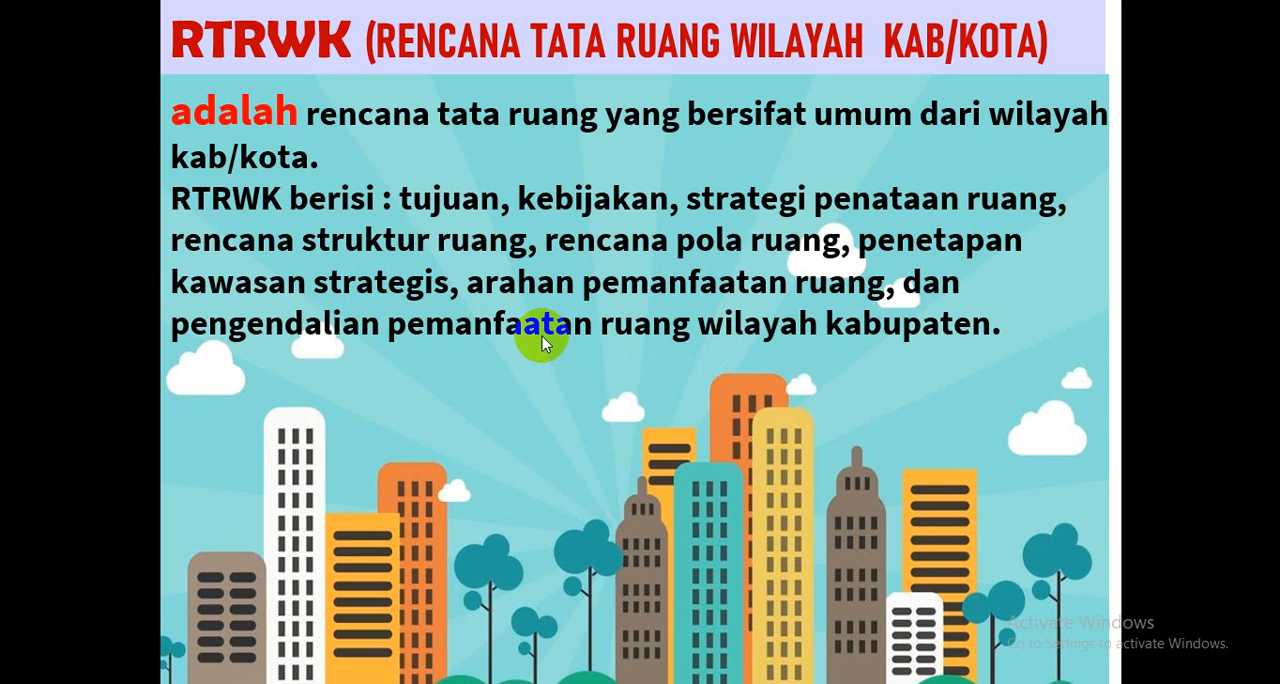 RTRWK (RENCANA TATA RUANG WILAYAH KAB/KOTA)
adalah rencana tata ruang yang bersifat umum dari wilayah
kab/kota.
RTRWK berisi : tujuan, kebijakan, strategi penataan ruang,
rencana struktur ruang, rencana pola ruang, penetapan
kawasan strategis, arahan pemanfaatan ruang, dan
pengendalian pemanfaatan ruang wilayah kabupaten.
Activate Windows
Go to Settings to activate Windows.